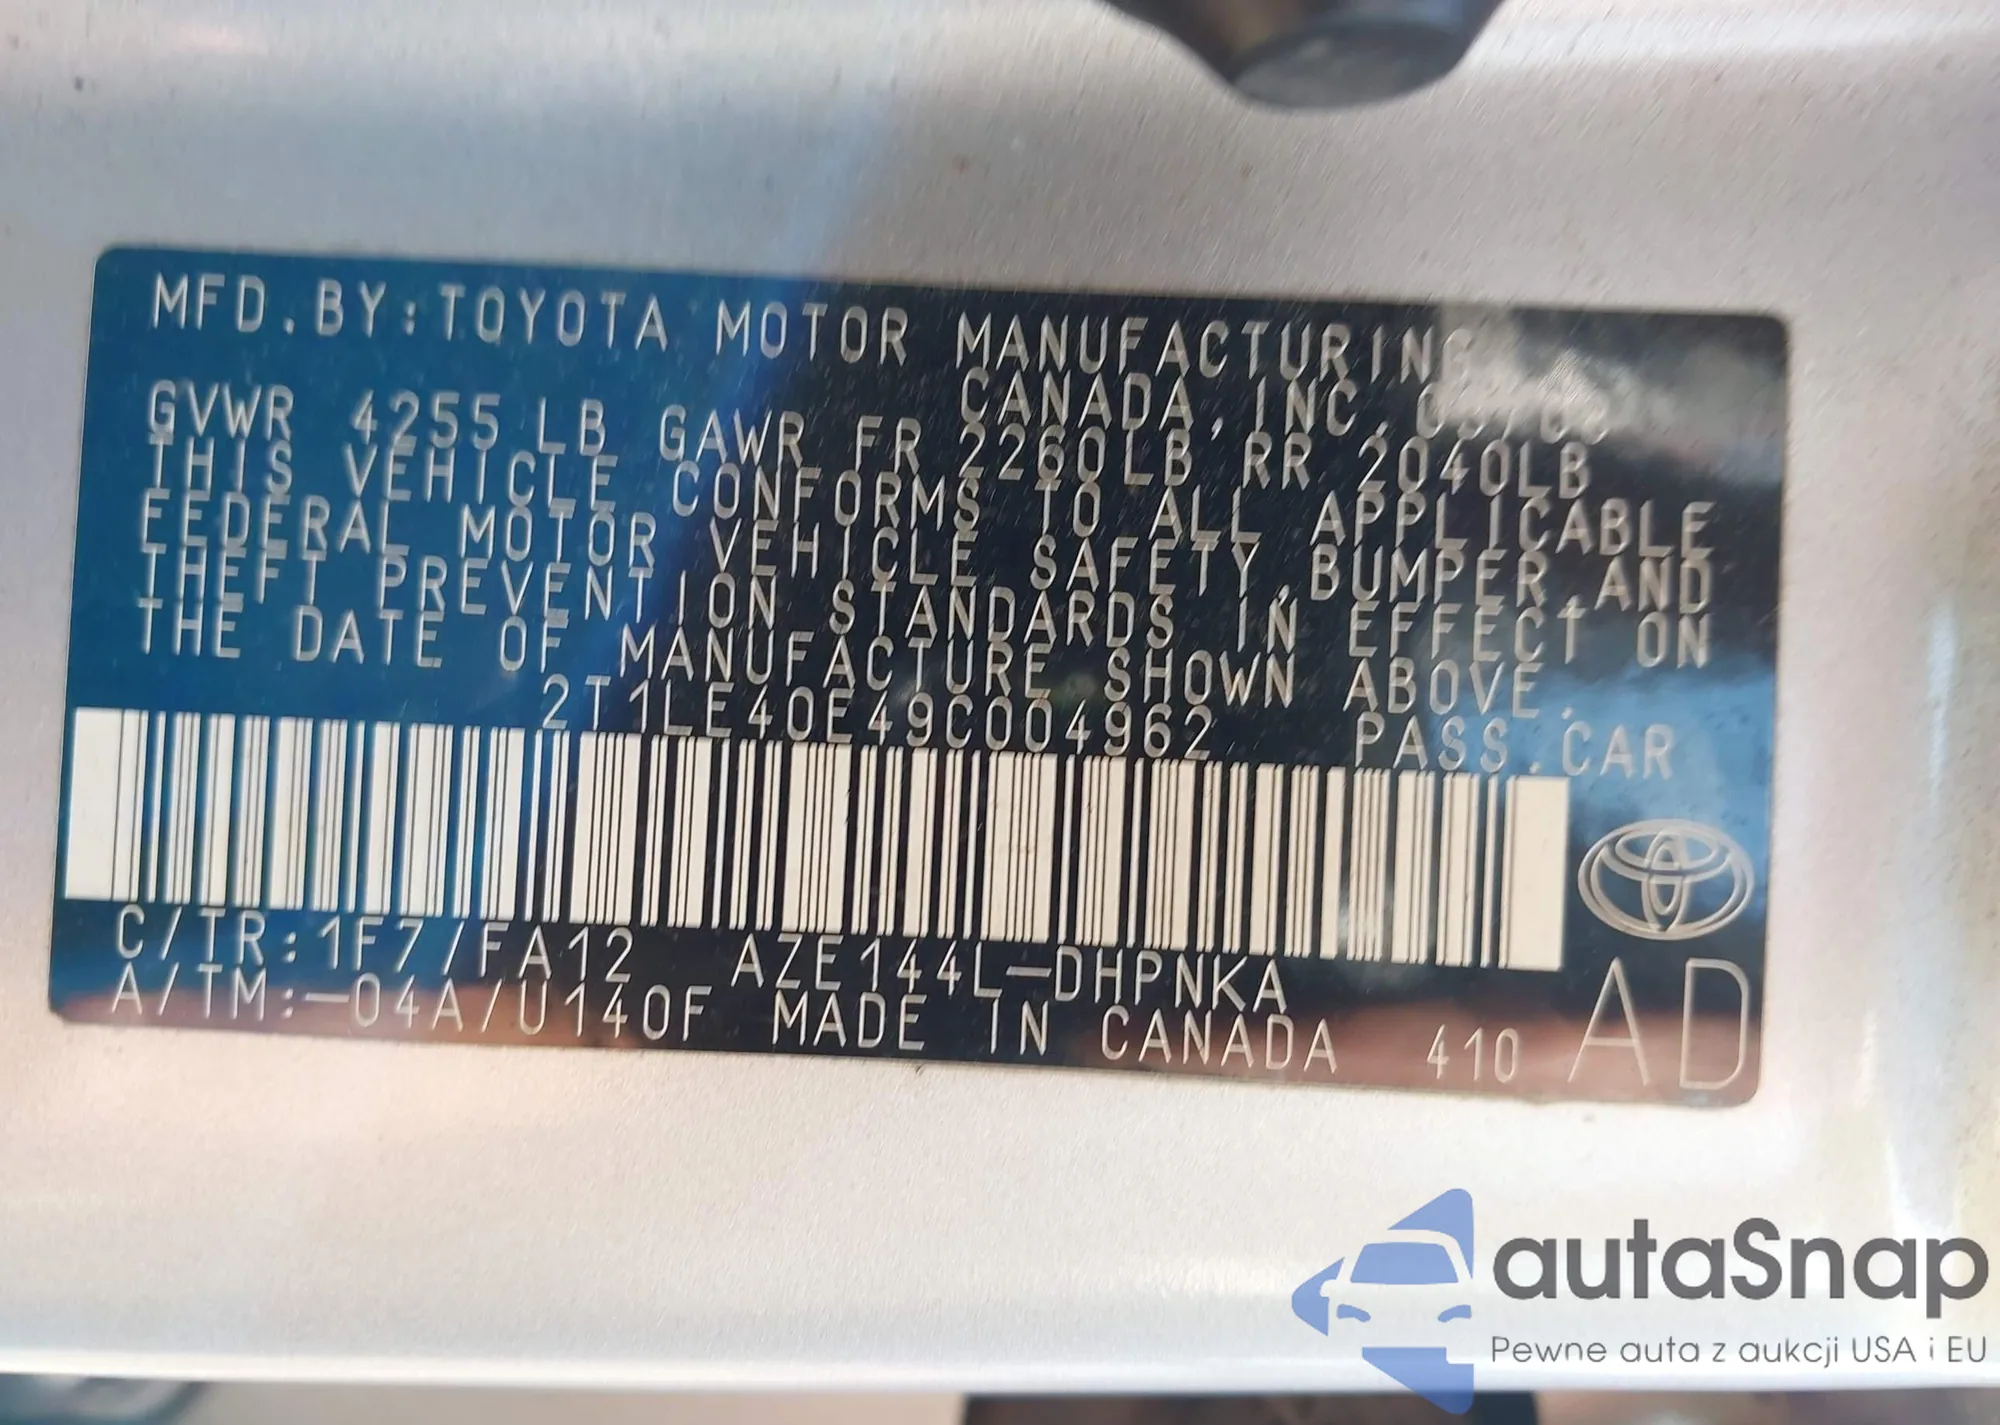 MFD.BY:TOYOTA MOTOR MANUFACTURING
CANADA,INC.
GVWR 4255LB GAWR FR 2260LB RR 2040LB
THIS VEHICLE CONFORMS TO ALL APPLICABLE
FEDERAL MOTOR VEHICLE SAFETY,BUMPER,AND
THEFT PREVENTION STANDARDS IN EFFECT ON
THE DATE OF MANUFACTURE SHOWN ABOVE.
2T1LE40E49C004962 PASS.CAR
C/TR:1F7/FA12 AZE144L-DHPNKA
A/TM:-04A/U140F MADE IN CANADA 410 AD
autaSnap
Pewne auta z aukcji USA i EU